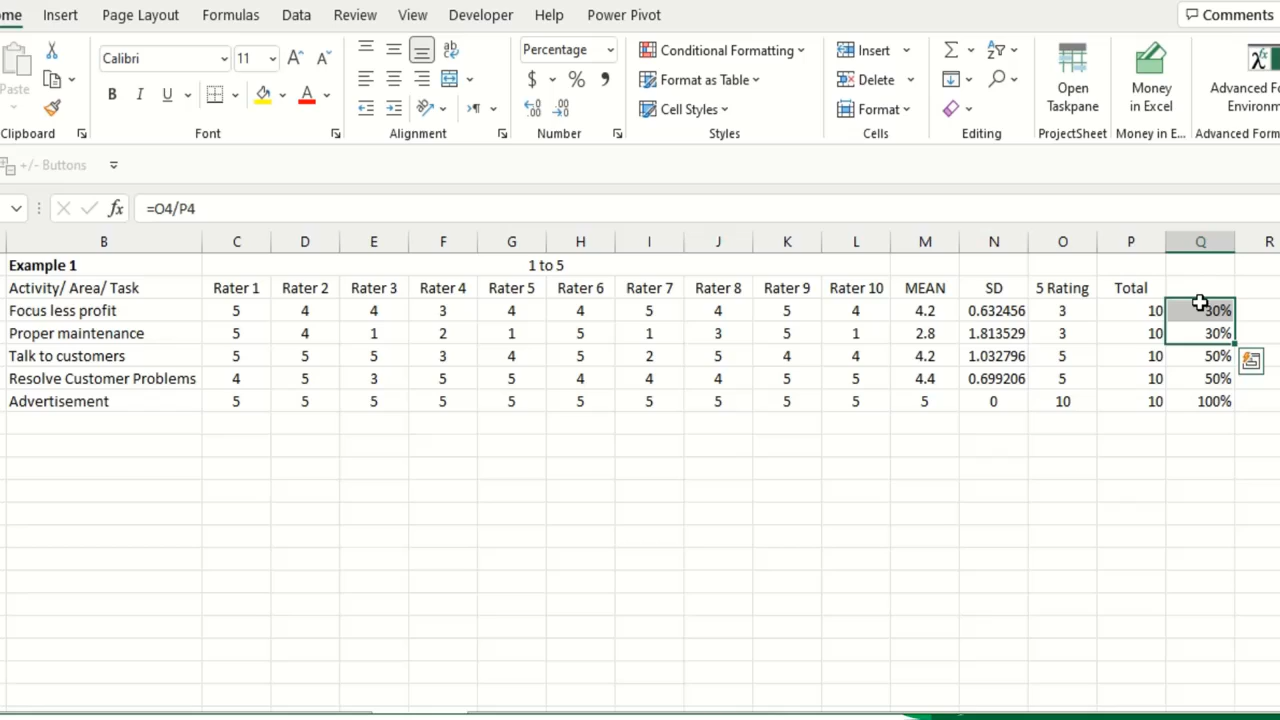 ome Insert Page Layout Formulas Data Review View Developer Help Power Pivot Comments
Paste Calibri 11 Percentage Conditional Formatting Insert
B I U $ % Format as Table Delete Open Money Advanced Fo
Cell Styles Format Taskpane in Excel Environ
Clipboard Font Alignment Number Styles Cells Editing ProjectSheet Money in E... Advanced Form
+/- Buttons
fx =O4/P4
B C D E F G H I J K L M N O P Q R
Example 1 1 to 5
Activity/ Area/ Task Rater 1 Rater 2 Rater 3 Rater 4 Rater 5 Rater 6 Rater 7 Rater 8 Rater 9 Rater 10 MEAN SD 5 Rating Total
Focus less profit 5 4 4 3 4 4 5 4 5 4 4.2 0.632456 3 10 30%
Proper maintenance 5 4 1 2 1 5 1 3 5 1 2.8 1.813529 3 10 30%
Talk to customers 5 5 5 3 4 5 2 5 4 4 4.2 1.032796 5 10 50%
Resolve Customer Problems 4 5 3 5 5 4 4 4 5 5 4.4 0.699206 5 10 50%
Advertisement 5 5 5 5 5 5 5 5 5 5 5 0 10 10 100%